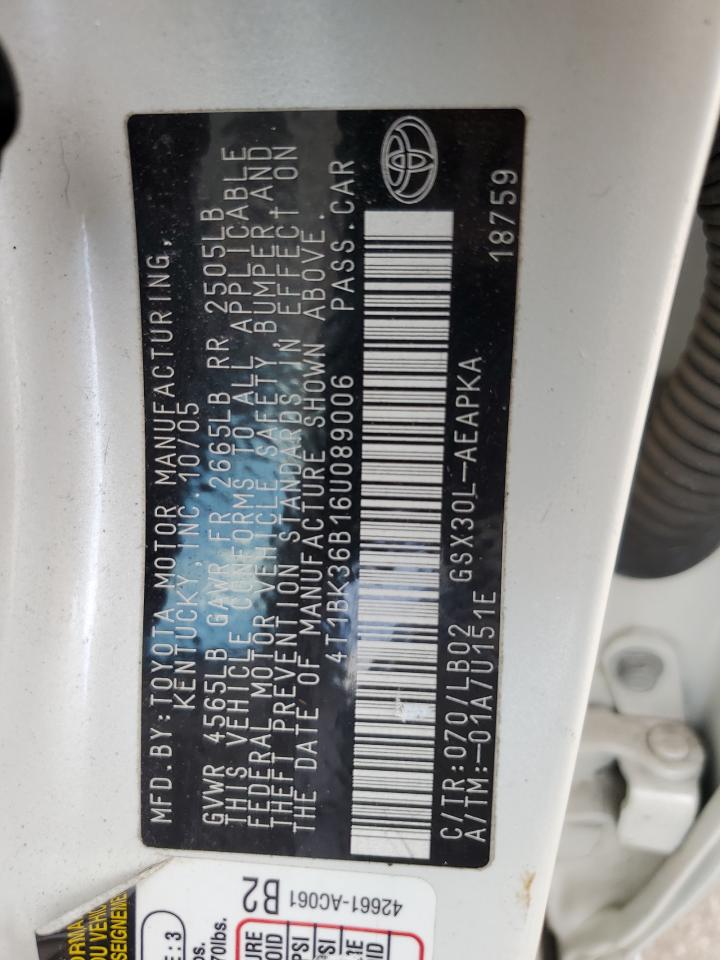 MFD.BY:TOYOTA MOTOR MANUFACTURING,
KENTUCKY, INC. 10/05
GVWR 4565LB GAWR FR 2665LB RR 2505LB
THIS VEHICLE CONFORMS TO ALL APPLICABLE
FEDERAL MOTOR VEHICLE SAFETY, BUMPER, AND
THEFT PREVENTION STANDARDS IN EFFECT ON
THE DATE OF MANUFACTURE SHOWN ABOVE.
4T1BK36B16U089006 PASS.CAR
C/TR:070/LB02 GSX30L-AEAPKA
A/TM:-01A/U151E 18759
42661-AC061
B2
E:3
70lbs.